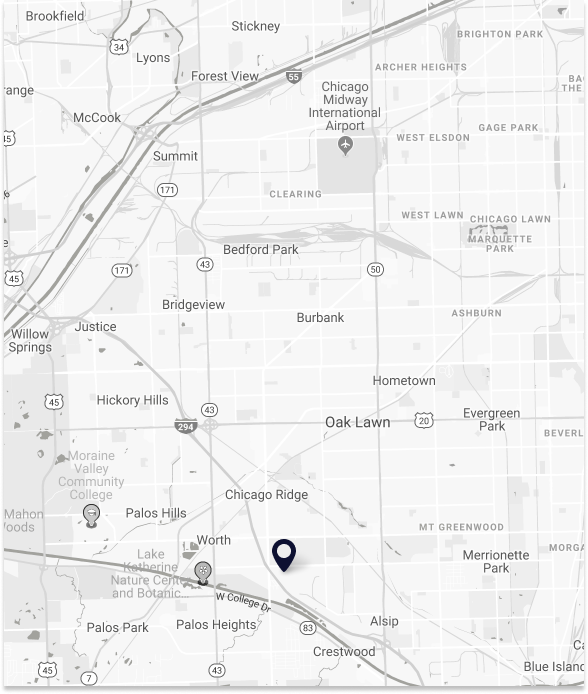 Brookfield
Stickney
BRIGHTON PARK
34
Lyons
ARCHER HEIGHTS
Forest View
55
Chicago
Midway
International
Airport
BAC
THE
range
McCook
45
GAGE PARK
WEST ELSDON
Summit
171
CLEARING
WEST LAWN
CHICAGO LAWN
MARQUETTE
PARK
Bedford Park
43
50
171
45
Bridgeview
Burbank
ASHBURN
Justice
Willow
Springs
Hometown
45
Hickory Hills
43
294
Oak Lawn
20
Evergreen
Park
BEVERL
Moraine
Valley
Community
College
Chicago Ridge
Mahon
Woods
Palos Hills
MT GREENWOOD
Worth
MORGA
Lake
Katherine
Nature Cente
and Botanic...
Merrionette
Park
W College Dr
Palos Park
Palos Heights
83
Alsip
Crestwood
Ca
45
7
43
Blue Island